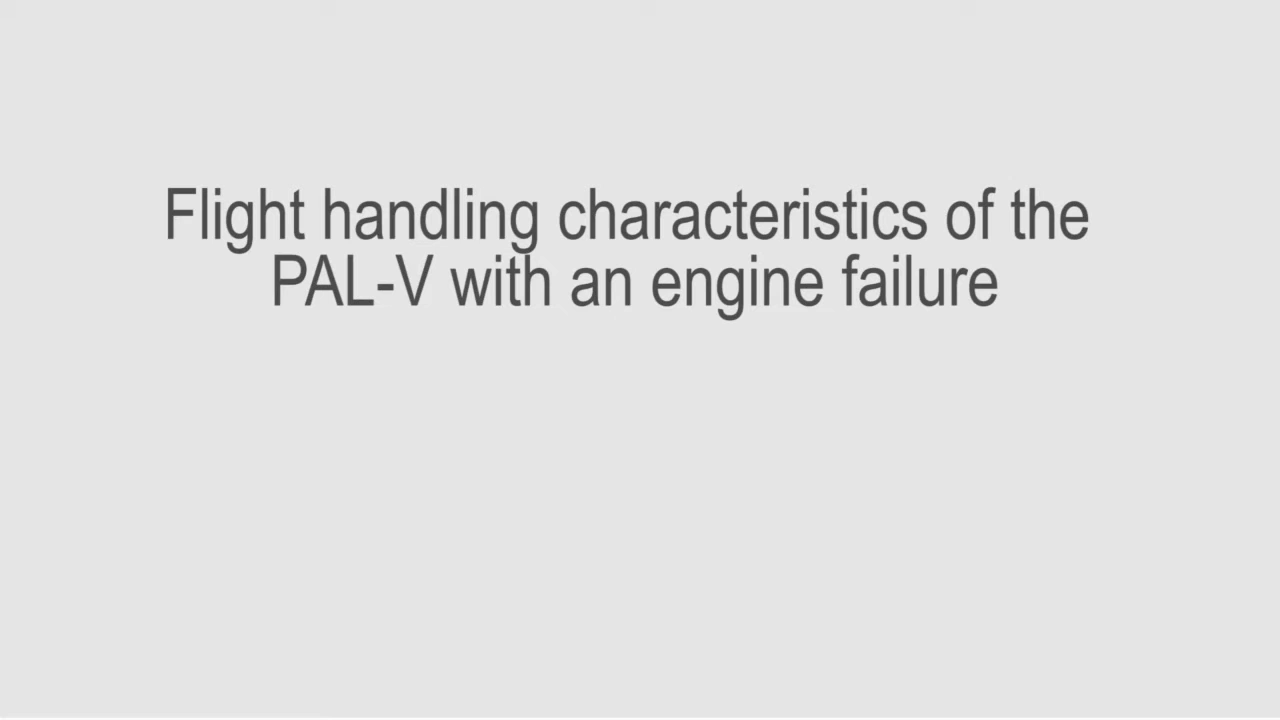 Flight handling characteristics of the
PAL-V with an engine failure